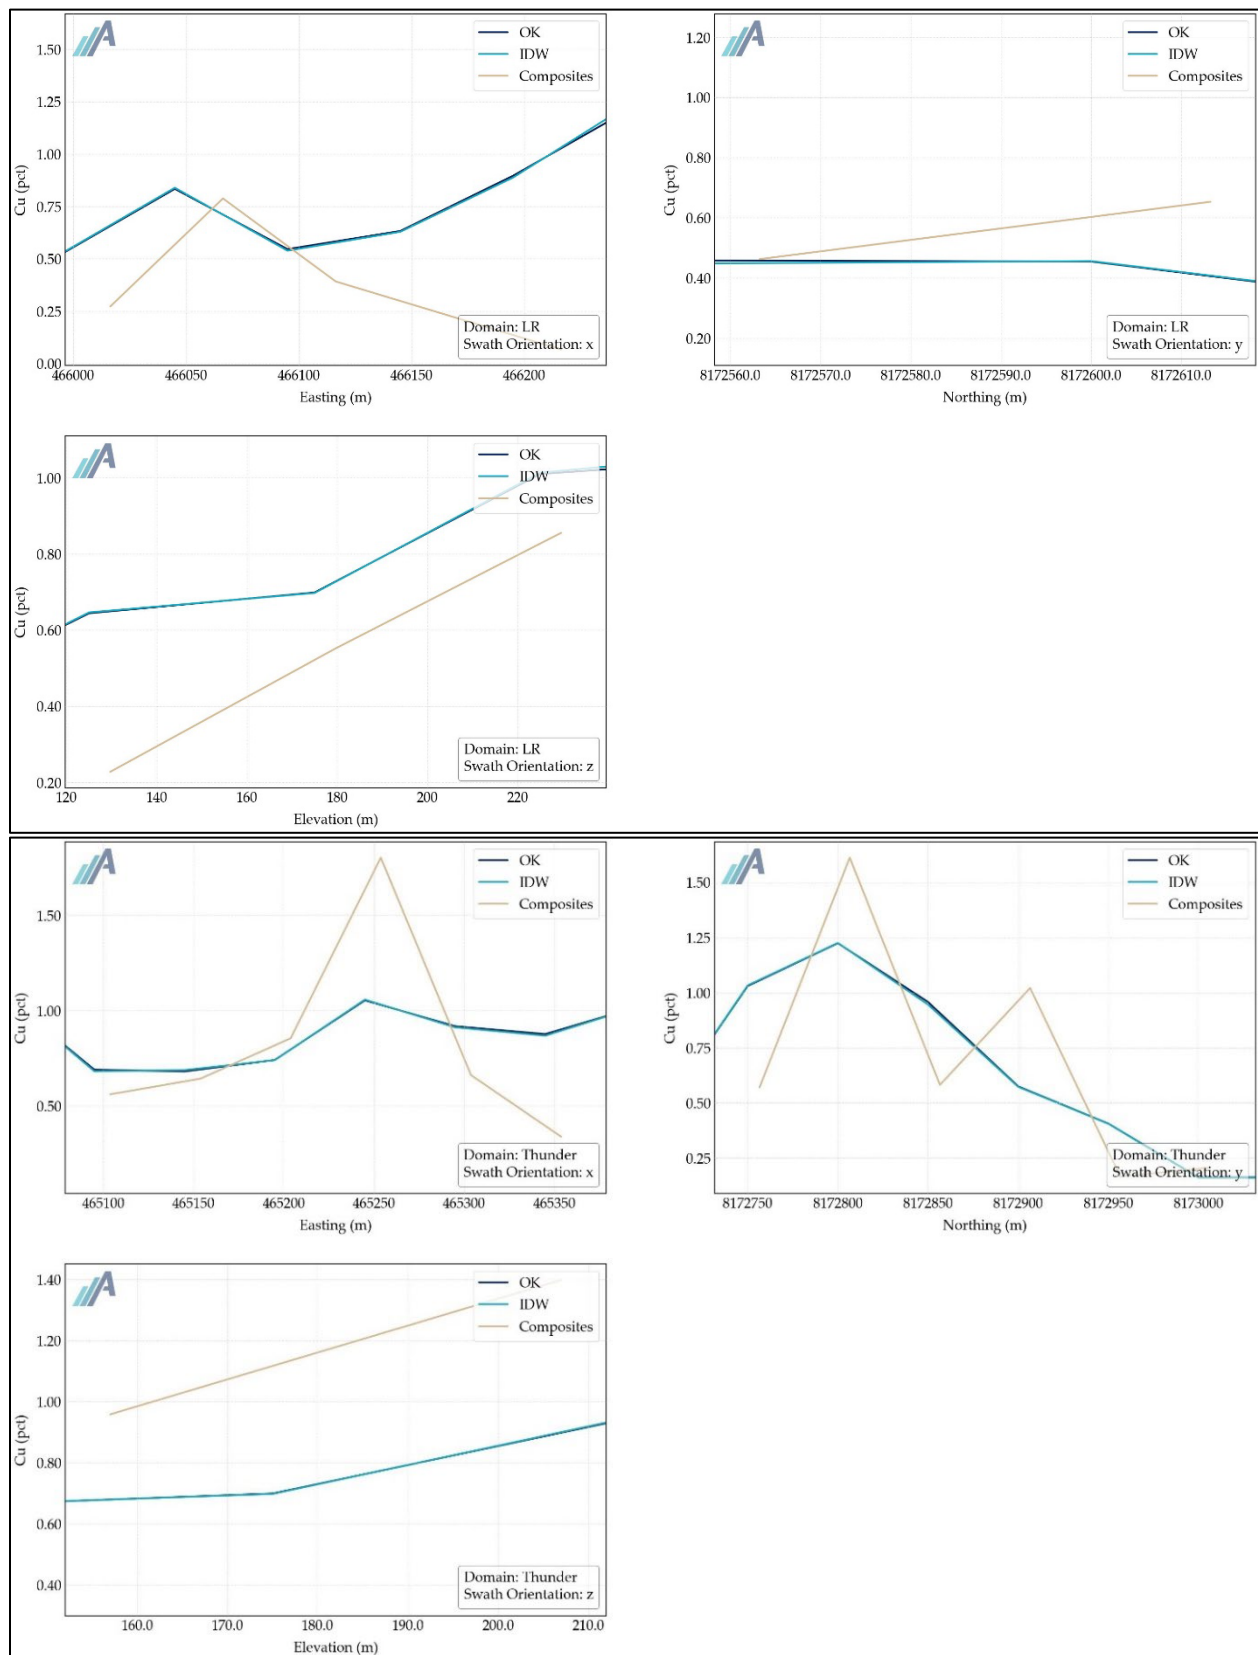 OK
IDW
Composites
Cu (pct)
1.50
1.25
1.00
0.75
0.50
0.25
0.00
Domain: LR
Swath Orientation: x
466000 466050 466100 466150 466200
Easting (m)
OK
IDW
Composites
Cu (pct)
1.20
1.00
0.80
0.60
0.40
0.20
Domain: LR
Swath Orientation: y
8172560.0 8172570.0 8172580.0 8172590.0 8172600.0 8172610.0
Northing (m)
OK
IDW
Composites
Cu (pct)
1.00
0.80
0.60
0.40
0.20
Domain: LR
Swath Orientation: z
120 140 160 180 200 220
Elevation (m)
OK
IDW
Composites
Cu (pct)
1.50
1.00
0.50
Domain: Thunder
Swath Orientation: x
465100 465150 465200 465250 465300 465350
Easting (m)
OK
IDW
Composites
Cu (pct)
1.50
1.25
1.00
0.75
0.50
0.25
Domain: Thunder
Swath Orientation: y
8172750 8172800 8172850 8172900 8172950 8173000
Northing (m)
OK
IDW
Composites
Cu (pct)
1.40
1.20
1.00
0.80
0.60
0.40
Domain: Thunder
Swath Orientation: z
160.0 170.0 180.0 190.0 200.0 210.0
Elevation (m)